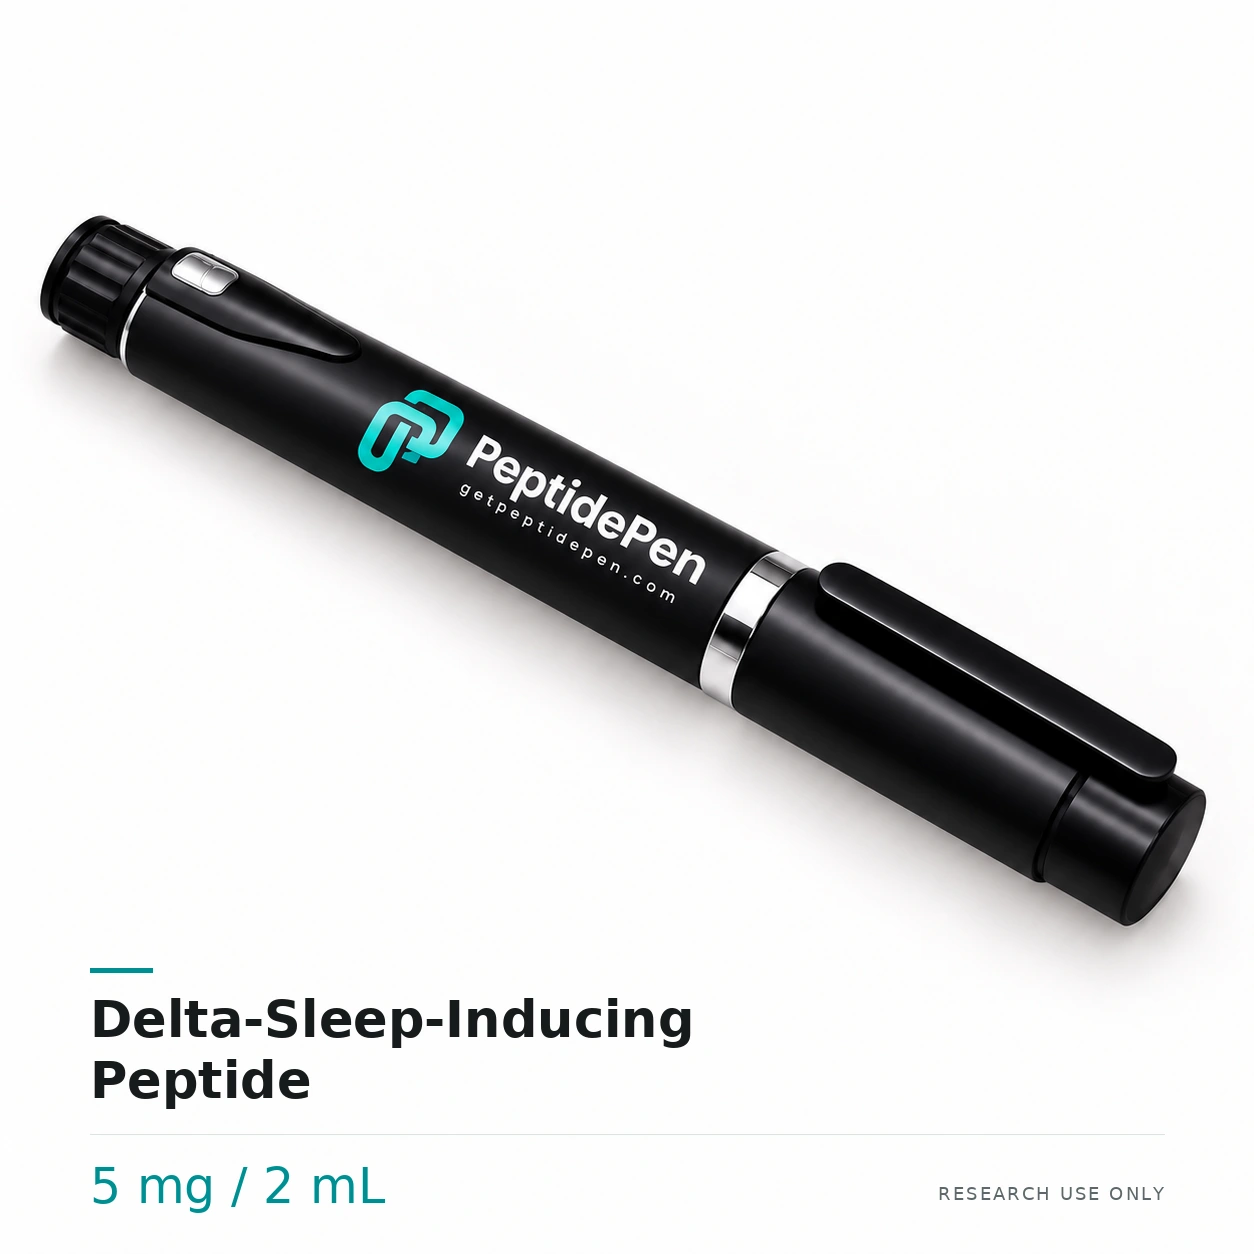 PeptidePen
getpeptidepen.com
Delta-Sleep-Inducing
Peptide
5 mg / 2 mL
RESEARCH USE ONLY